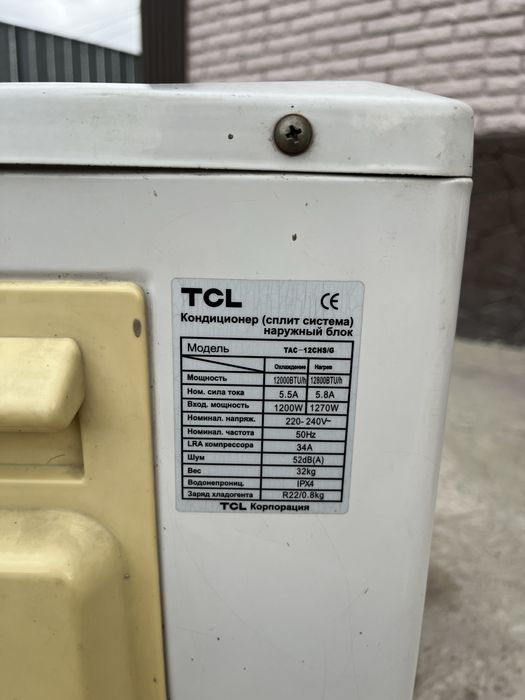 TCL CE
Кондиционер (сплит система)
наружный блок
Модель TAC-12CHS/G
Охлаждение Нагрев
Мощность 12000BTU/h 12800BTU/h
Ном. сила тока 5.5A 5.8A
Вход. мощность 1200W 1270W
Номинал. напряж. 220-240V~
Номинал. частота 50Hz
LRA компрессора 34A
Шум 52dB(A)
Вес 32kg
Водонепрониц. IPX4
Заряд хладогента R22/0.8kg
TCL Корпорация